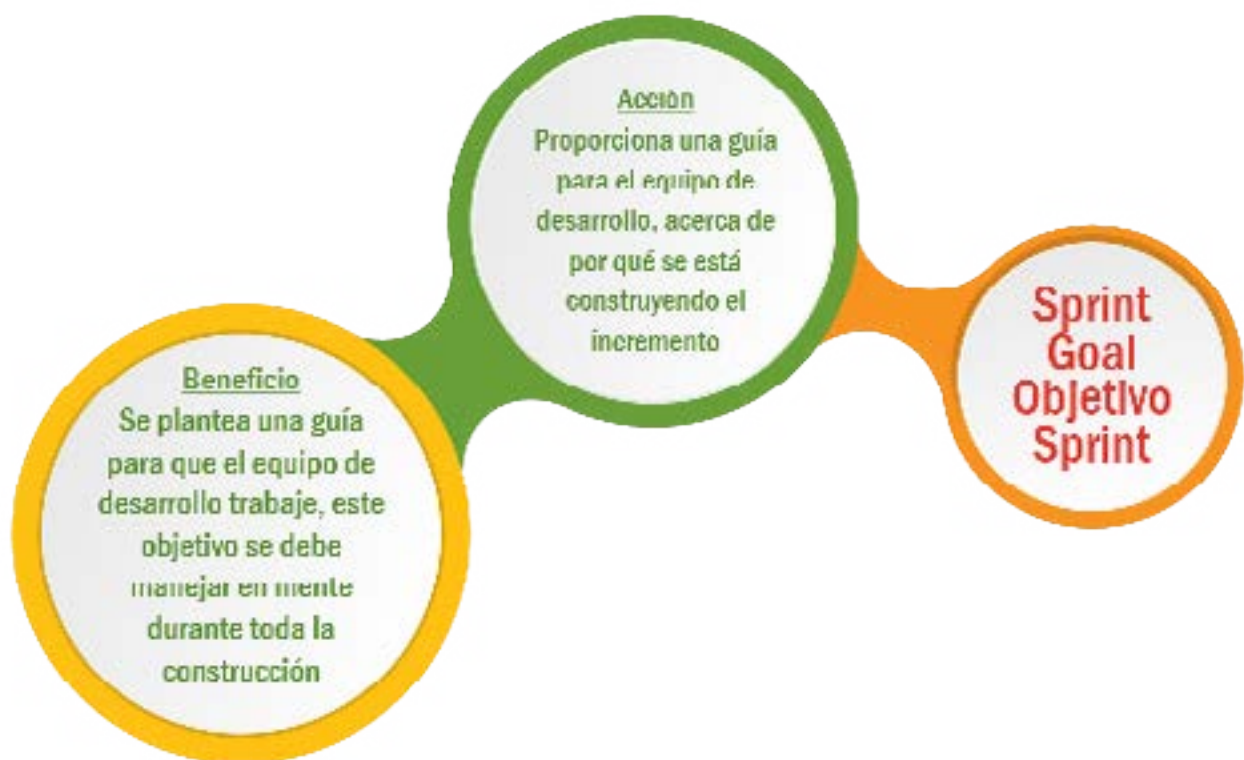 Acción
Proporciona una guía
para el equipo de
desarrollo, acerca de
por qué se está
construyendo el
incremento
Sprint
Goal
Objetivo
Sprint
Beneficio
Se plantea una guía
para que el equipo de
desarrollo trabaje, este
objetivo se debe
manejar en mente
durante toda la
construcción